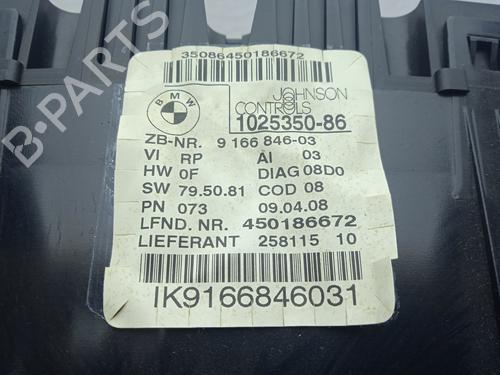 B-PARTS
35086450186672
BMW
JOHNSON
CONTROLS
1025350-86
ZB-NR. 9 166 846-03
VI RP AI 03
HW 0F DIAG 08D0
SW 79.50.81 COD 08
PN 073 09.04.08
LFND. NR. 450186672
LIEFERANT 258115 10
IK9166846031